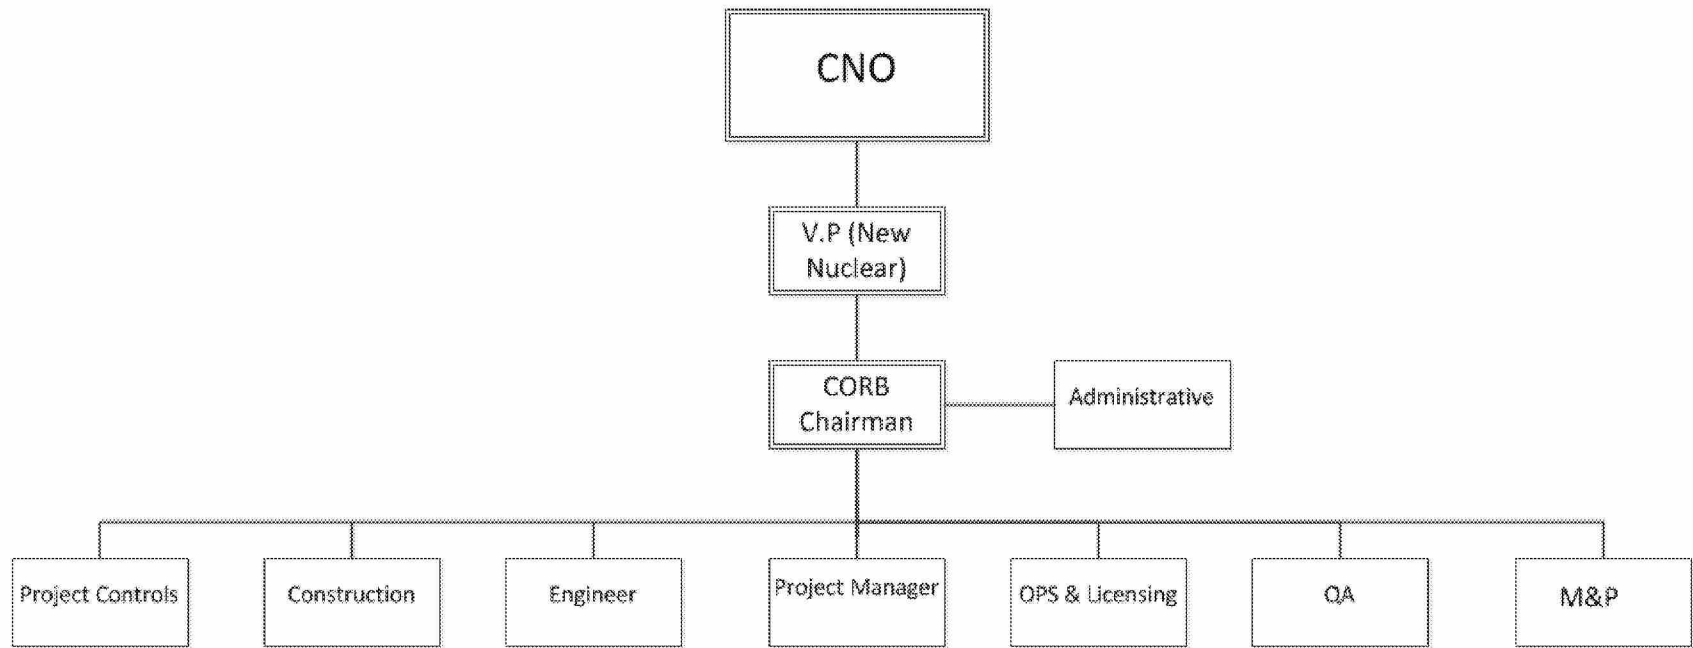 CNO
V.P (New
Nuclear)
CORB
Chairman
Administrative
Project Controls
Construction
Engineer
Project Manager
OPS & Licensing
QA
M&P